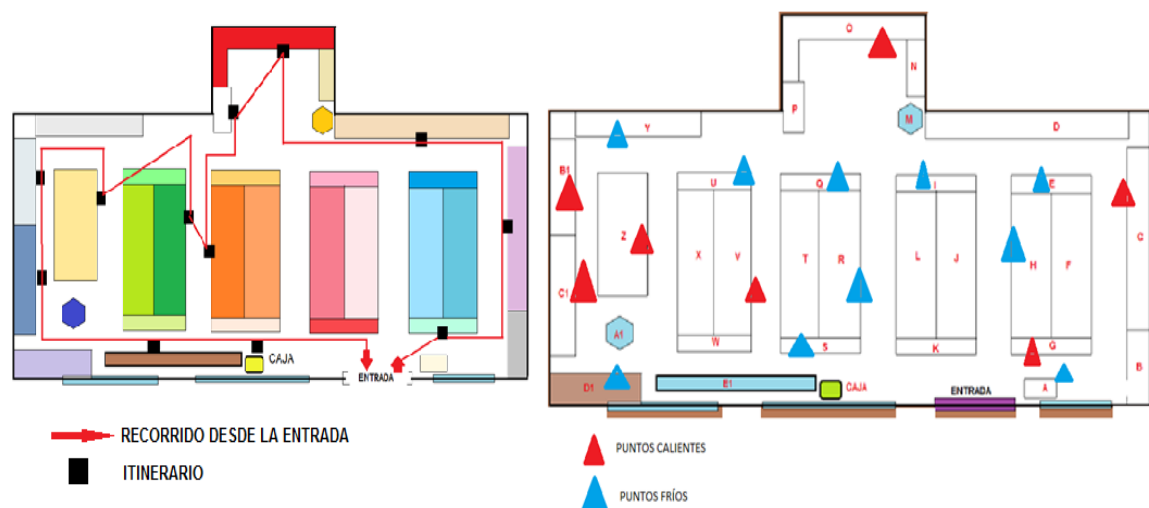 CAJA
ENTRADA
RECORRIDO DESDE LA ENTRADA
ITINERARIO
O
N
P
M
Y
D
B1
U
Q
I
E
Z
X
V
T
R
L
J
H
F
C
C1
A1
W
S
K
G
B
D1
E1
CAJA
ENTRADA
A
PUNTOS CALIENTES
PUNTOS FRÍOS